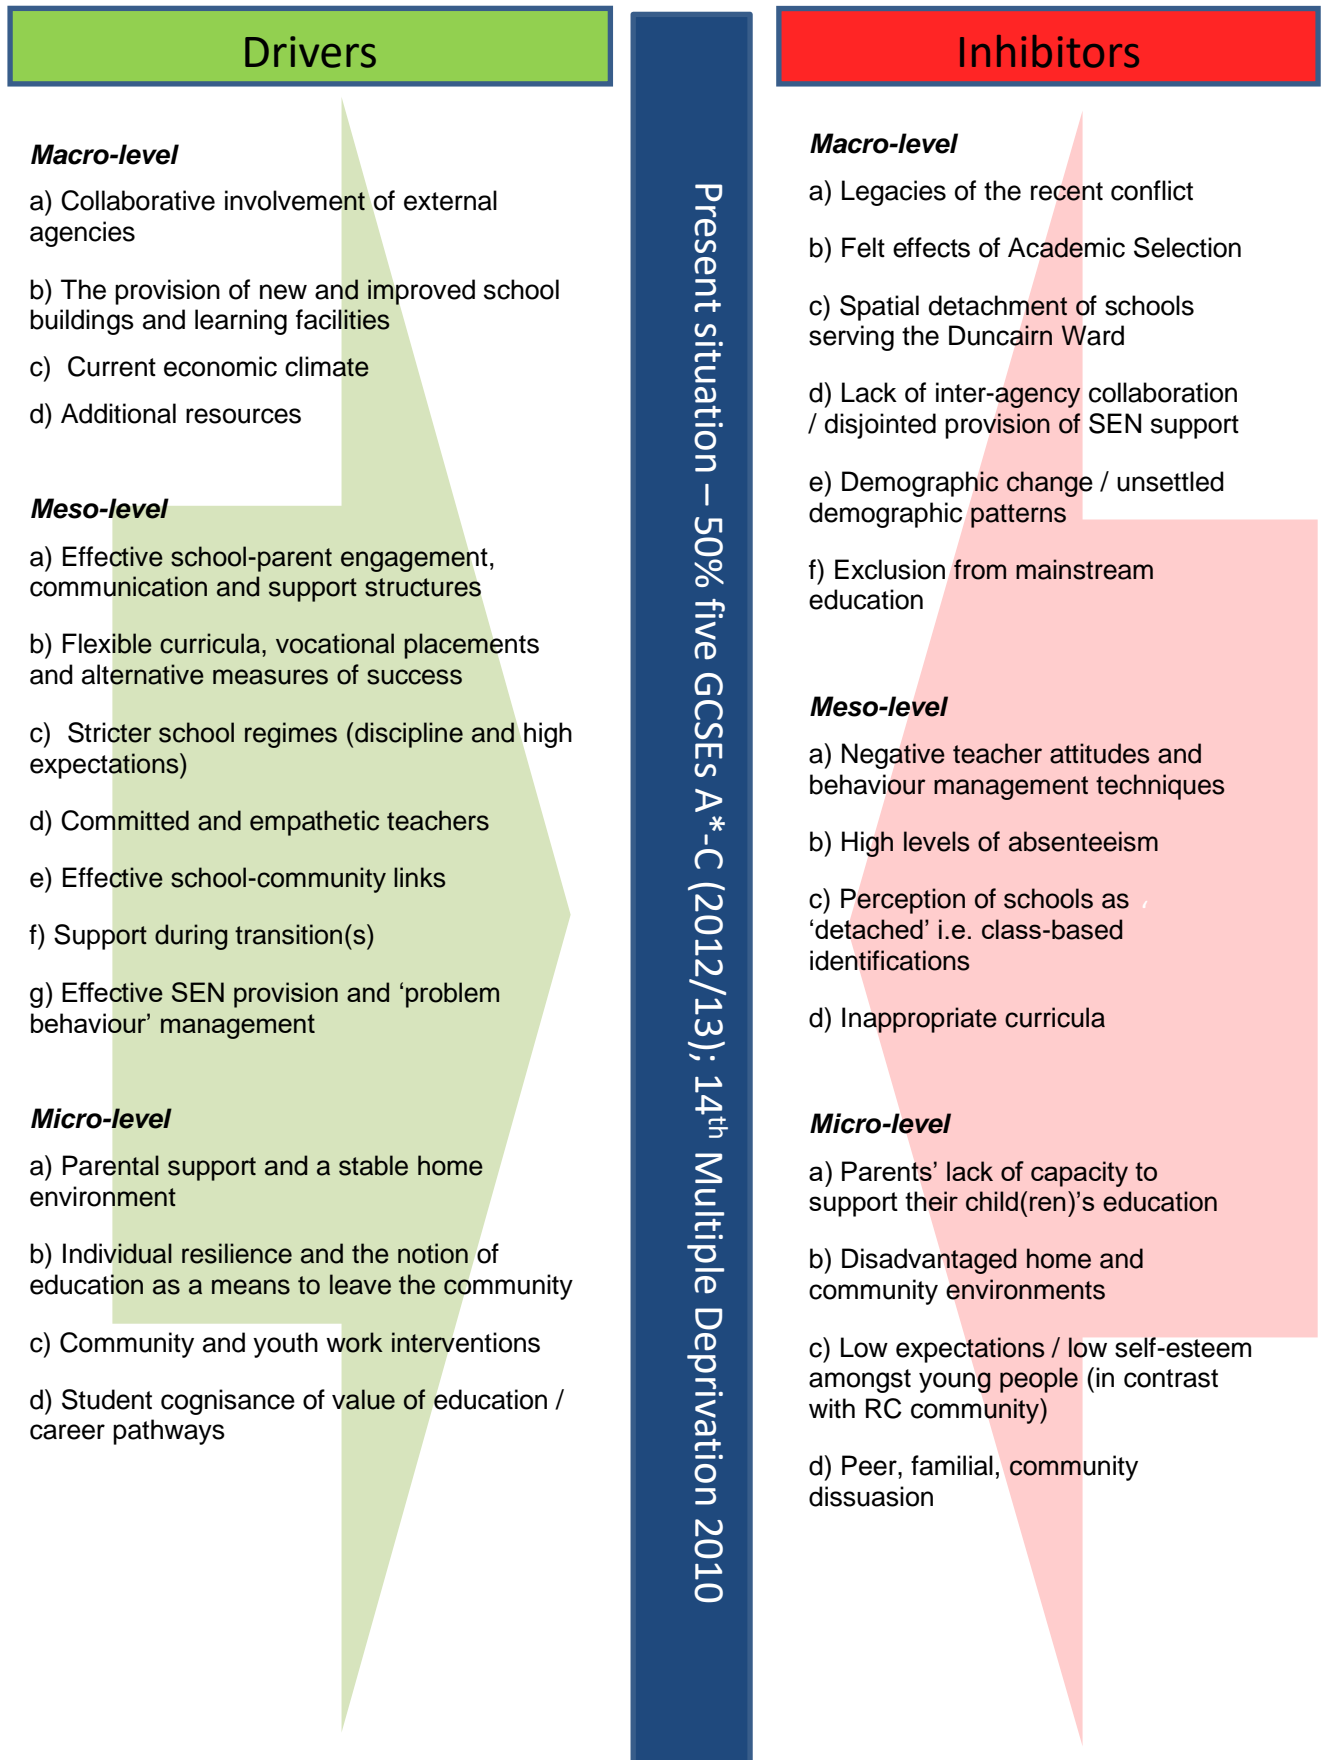 Drivers
Macro-level
a) Collaborative involvement of external
agencies
b) The provision of new and improved school
buildings and learning facilities
c)  Current economic climate
d) Additional resources
Meso-level
a) Effective school-parent engagement,
communication and support structures
b) Flexible curricula, vocational placements
and alternative measures of success
c)  Stricter school regimes (discipline and high
expectations)
d) Committed and empathetic teachers
e) Effective school-community links
f) Support during transition(s)
g) Effective SEN provision and ‘problem
behaviour’ management
Micro-level
a) Parental support and a stable home
environment
b) Individual resilience and the notion of
education as a means to leave the community
c) Community and youth work interventions
d) Student cognisance of value of education /
career pathways
Present situation – 50% five GCSEs A*-C (2012/13); 14th Multiple Deprivation 2010
Inhibitors
Macro-level
a) Legacies of the recent conflict
b) Felt effects of Academic Selection
c) Spatial detachment of schools
serving the Duncairn Ward
d) Lack of inter-agency collaboration
/ disjointed provision of SEN support
e) Demographic change / unsettled
demographic patterns
f) Exclusion from mainstream
education
Meso-level
a) Negative teacher attitudes and
behaviour management techniques
b) High levels of absenteeism
c) Perception of schools as ‘
‘detached’ i.e. class-based
identifications
d) Inappropriate curricula
Micro-level
a) Parents’ lack of capacity to
support their child(ren)’s education
b) Disadvantaged home and
community environments
c) Low expectations / low self-esteem
amongst young people (in contrast
with RC community)
d) Peer, familial, community
dissuasion